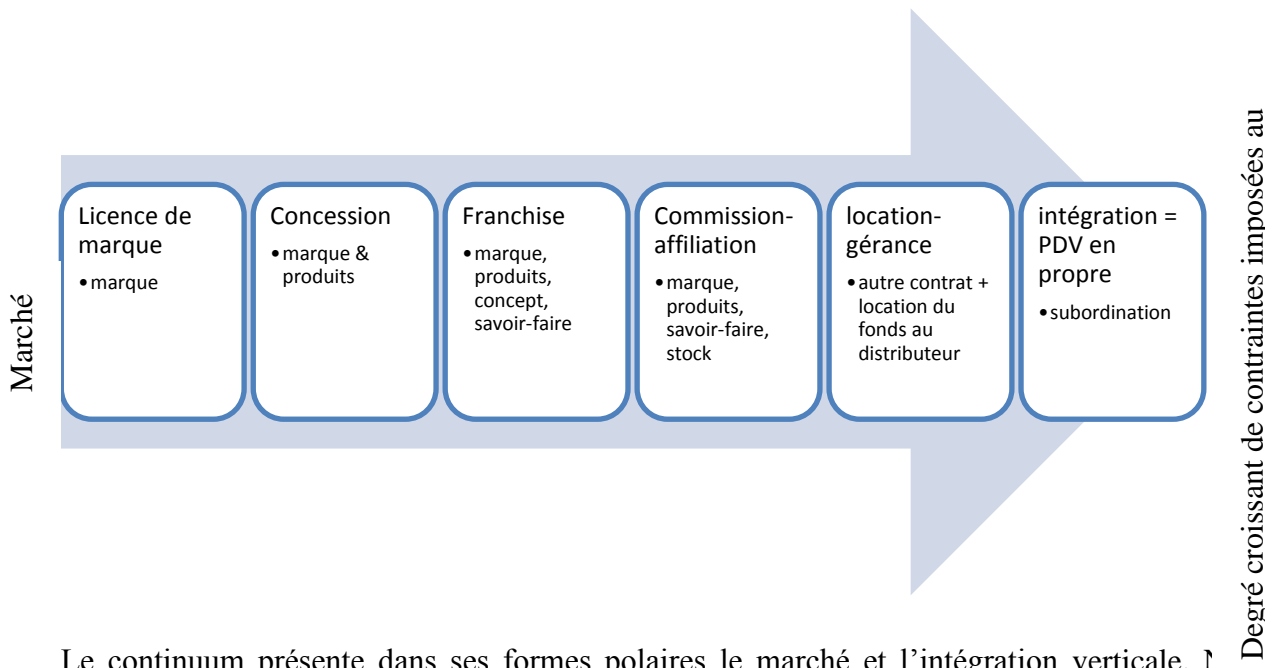 Marché
Licence de
marque
•marque
Concession
•marque &
produits
Franchise
•marque,
produits,
concept,
savoir-faire
Commission-
affiliation
•marque,
produits,
savoir-faire,
stock
location-
gérance
•autre contrat +
location du
fonds au
distributeur
intégration =
PDV en
propre
•subordination
Degré croissant de contraintes imposées au
Le continuum présente dans ses formes polaires le marché et l’intégration verticale.